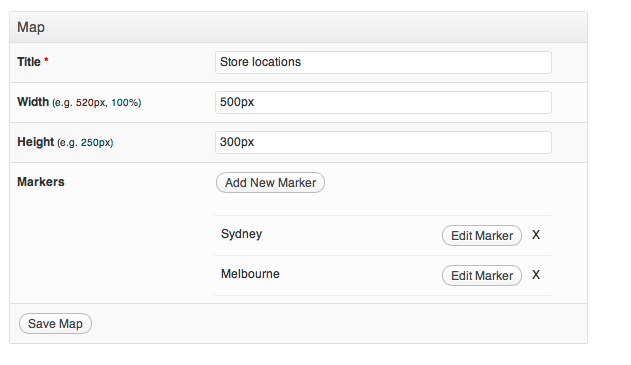 Map
Title * Store locations
Width (e.g. 520px, 100%) 500px
Height (e.g. 250px) 300px
Markers Add New Marker
Sydney Edit Marker X
Melbourne Edit Marker X
Save Map